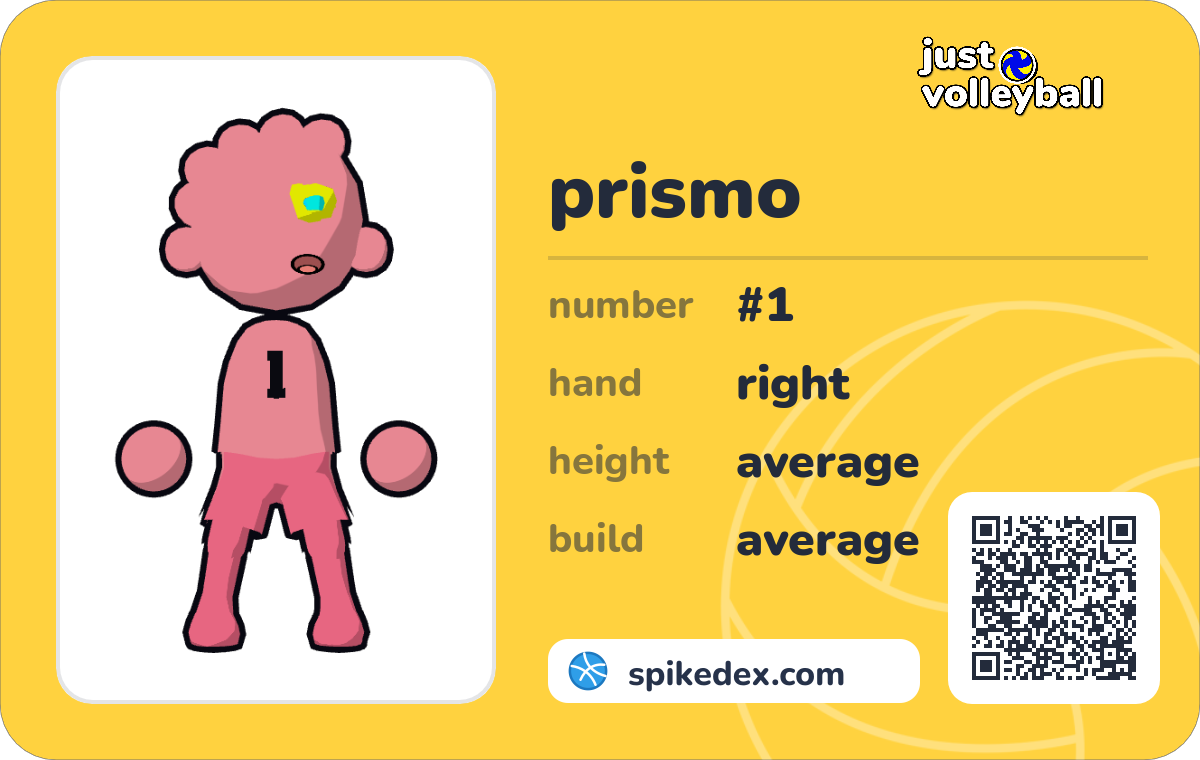 just
volleyball
prismo
number #1
hand right
height average
build average
1
spikedex.com